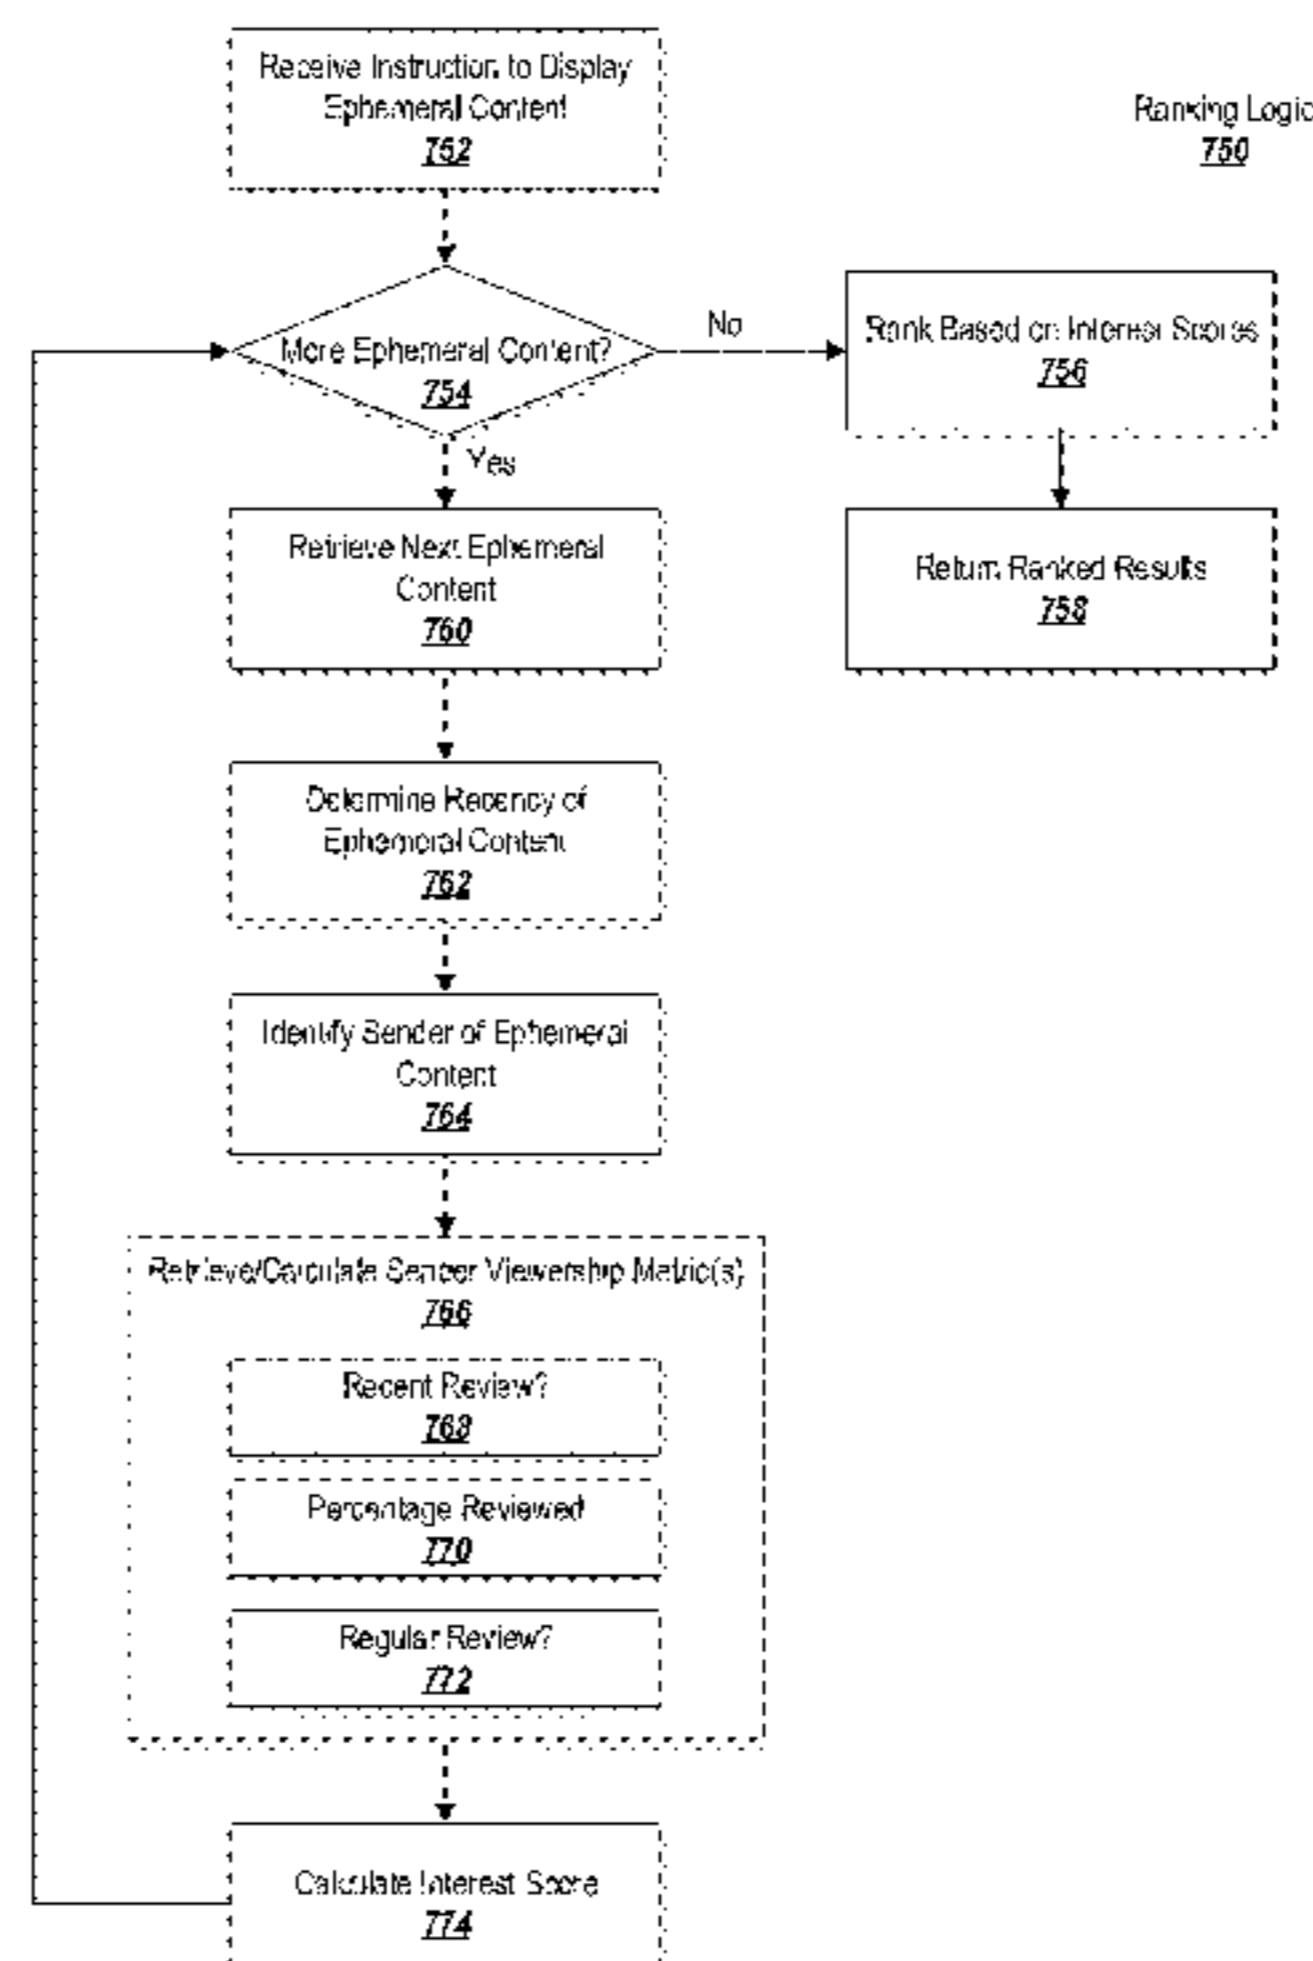 Receive Instruction to Display
Ephemeral Content
752
Ranking Logic
750
More Ephemeral Content?
754
No
Yes
Rank Based on Interest Scores
756
Return Ranked Results
758
Retrieve Next Ephemeral
Content
760
Determine Recency of
Ephemeral Content
762
Identify Sender of Ephemeral
Content
764
Retrieve/Calculate Sender Viewership Metric(s)
766
Recent Review?
768
Percentage Reviewed
770
Regular Review?
772
Calculate Interest Score
774